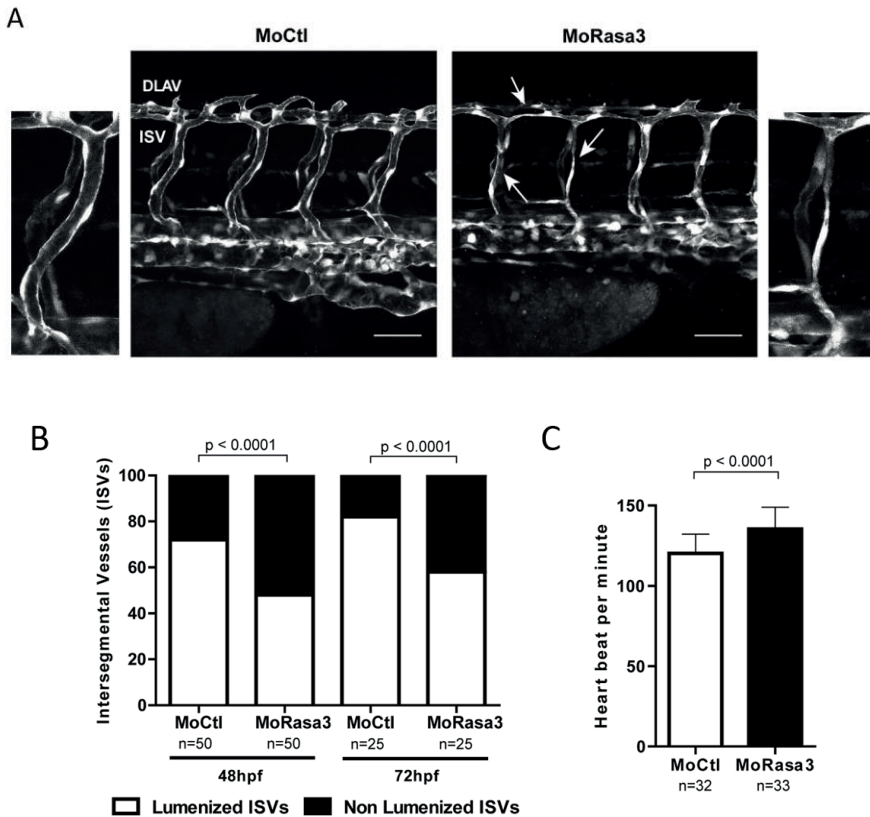 A
MoCtl
MoRasa3
DLAV
ISV
B
p < 0.0001
p < 0.0001
Intersegmental Vessels (ISVs)
100
80
60
40
20
0
MoCtl
MoRasa3
MoCtl
MoRasa3
n=50
n=50
n=25
n=25
48hpf
72hpf
Lumenized ISVs
Non Lumenized ISVs
C
p < 0.0001
Heart beat per minute
150
100
50
0
MoCtl
MoRasa3
n=32
n=33